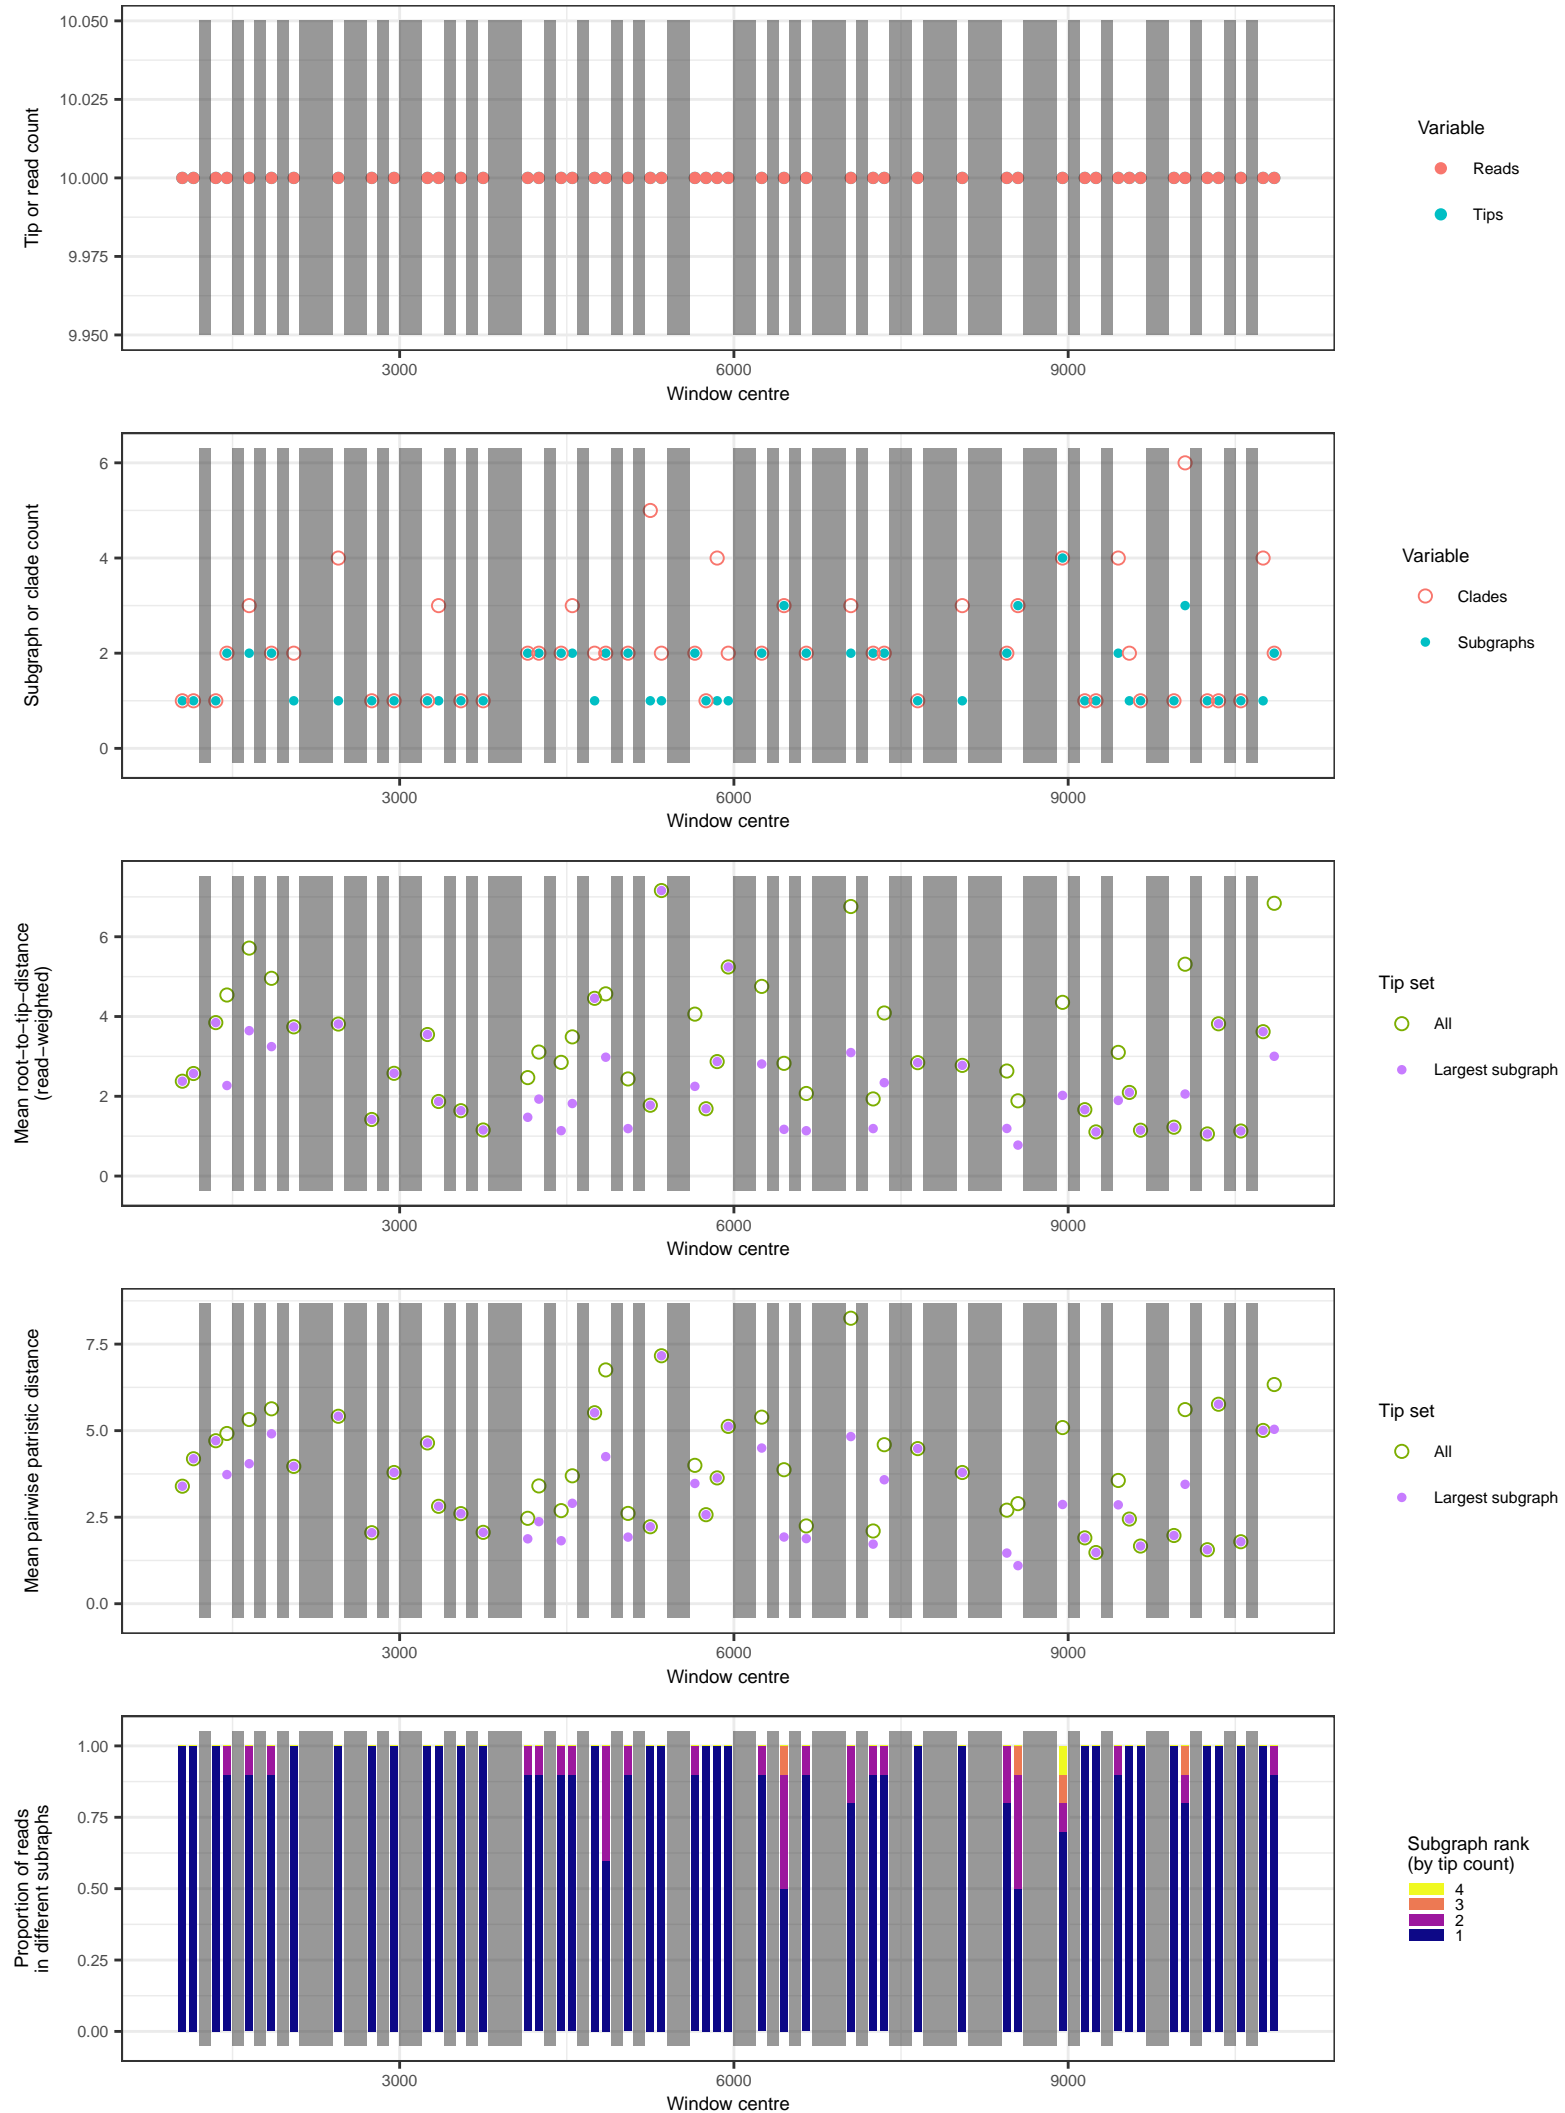 10.050
10.025
10.000
9.975
9.950
Tip or read count
3000
6000
9000
Window centre
Variable
Reads
Tips
6
4
2
0
Subgraph or clade count
3000
6000
9000
Window centre
Variable
Clades
Subgraphs
6
4
2
0
Mean root−to−tip−distance
(read−weighted)
3000
6000
9000
Window centre
Tip set
All
Largest subgraph
7.5
5.0
2.5
0.0
Mean pairwise patristic distance
3000
6000
9000
Window centre
Tip set
All
Largest subgraph
1.00
0.75
0.50
0.25
0.00
Proportion of reads
in different subraphs
3000
6000
9000
Window centre
Subgraph rank
(by tip count)
4
3
2
1